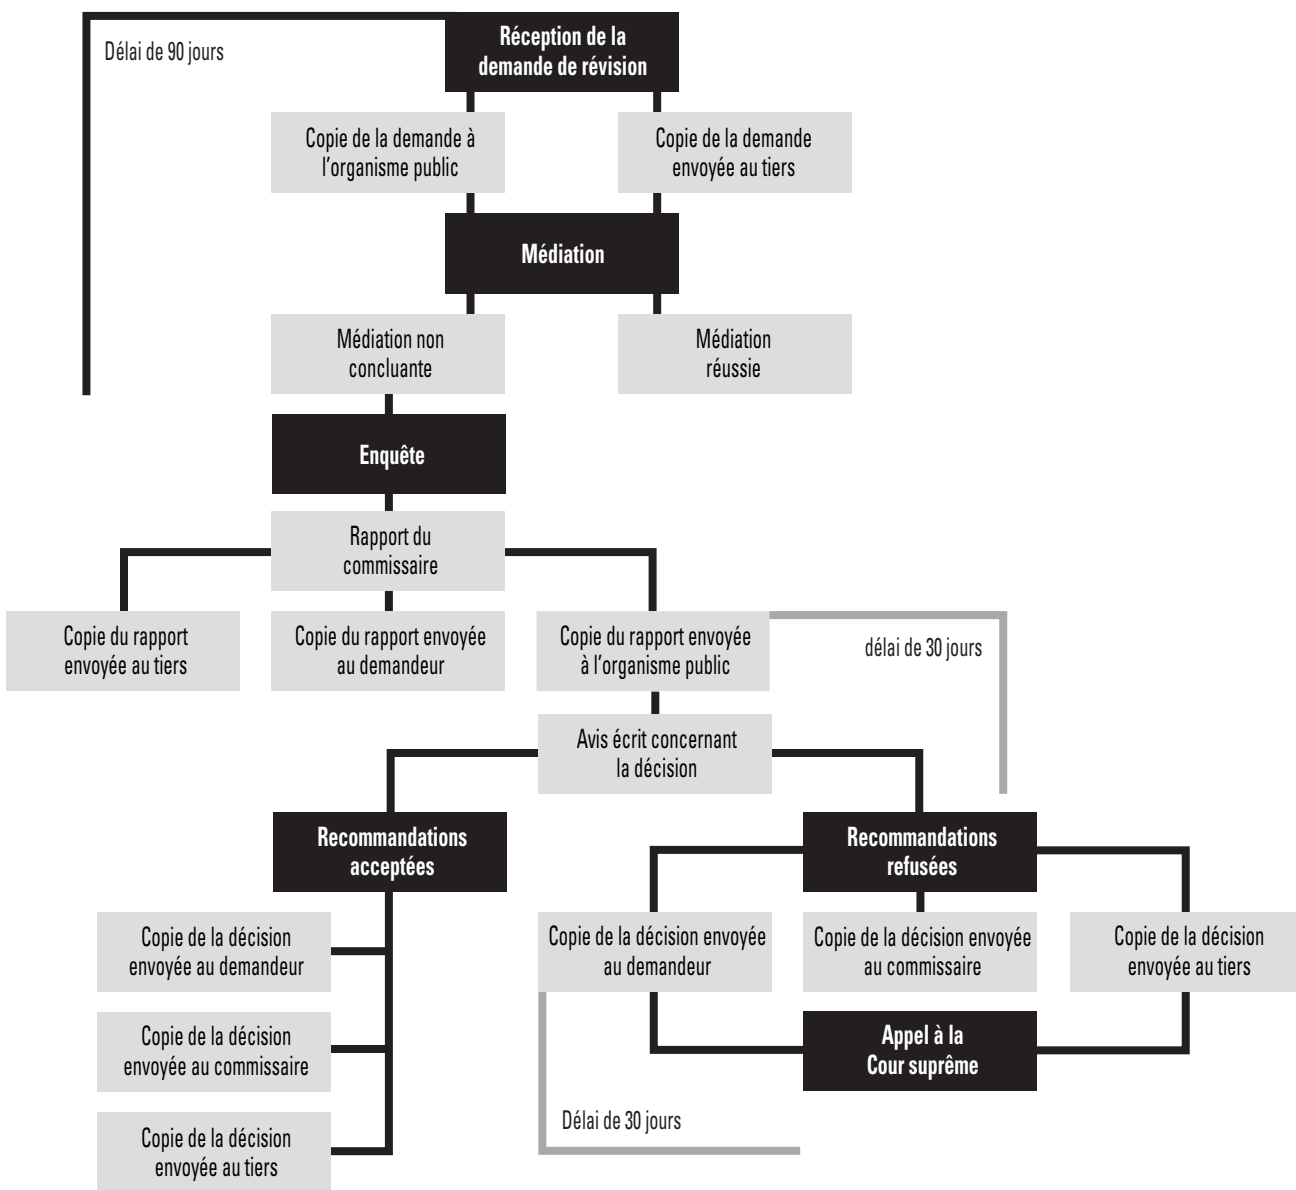 Délai de 90 jours
Réception de la
demande de révision
Copie de la demande à
l'organisme public
Copie de la demande
envoyée au tiers
Médiation
Médiation non
concluante
Médiation
réussie
Enquête
Rapport du
commissaire
Copie du rapport
envoyée au tiers
Copie du rapport envoyée
au demandeur
Copie du rapport envoyée
à l'organisme public
délai de 30 jours
Avis écrit concernant
la décision
Recommandations
acceptées
Recommandations
refusées
Copie de la décision
envoyée au demandeur
Copie de la décision
envoyée au commissaire
Copie de la décision
envoyée au tiers
Copie de la décision envoyée
au demandeur
Copie de la décision envoyée
au commissaire
Copie de la décision
envoyée au tiers
Appel à la
Cour suprême
Délai de 30 jours